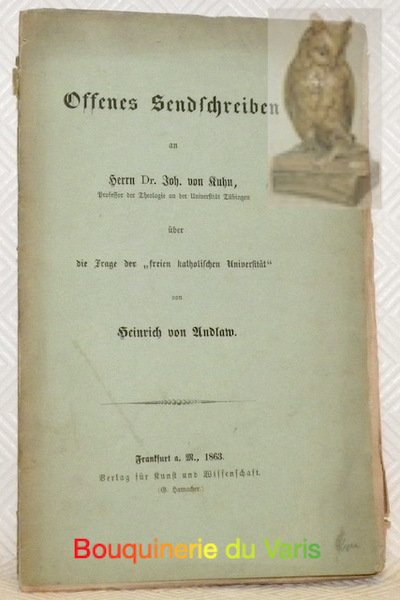 Offenes Sendschreiben
an
Herrn Dr. Joh. von Kuhn,
Professor der Theologie an der Universität Tübingen
über
die Frage der „freien katholischen Universität“
von
Heinrich von Andlaw.
Frankfurt a. M., 1863.
Verlag für Kunst und Wissenschaft.
(G. Hamacher.)
Bouquinerie du Varis